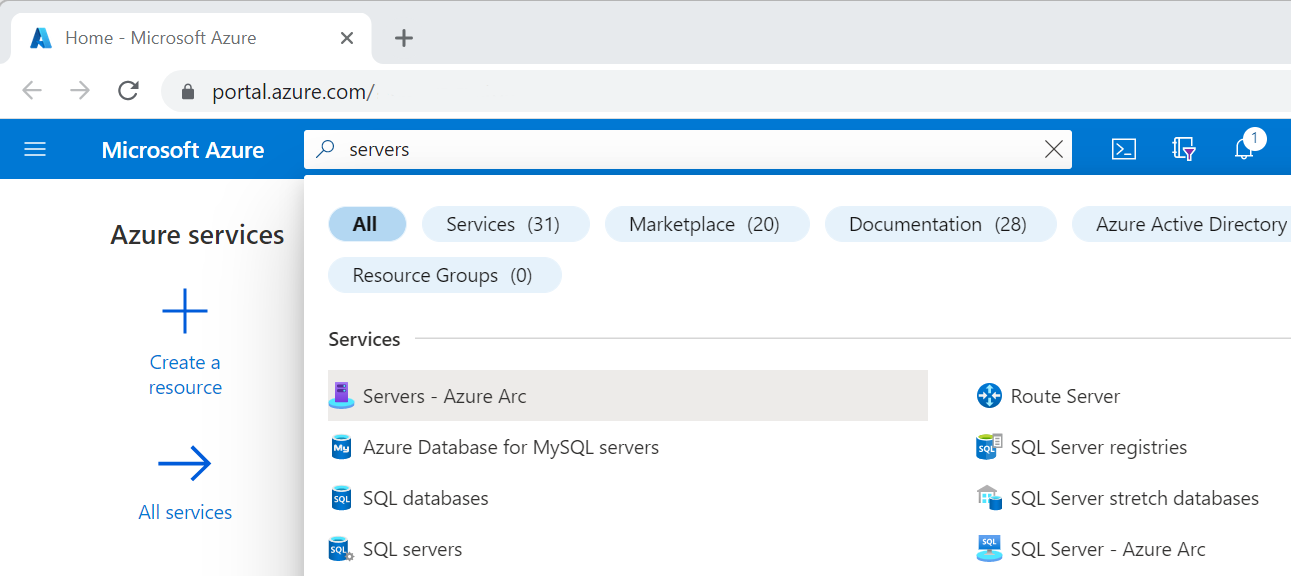 Home - Microsoft Azure
portal.azure.com/
Microsoft Azure
servers
1
Azure services
Create a
resource
All services
All
Services (31)
Marketplace (20)
Documentation (28)
Azure Active Directory
Resource Groups (0)
Services
Servers - Azure Arc
Azure Database for MySQL servers
SQL databases
SQL servers
Route Server
SQL Server registries
SQL Server stretch databases
SQL Server - Azure Arc